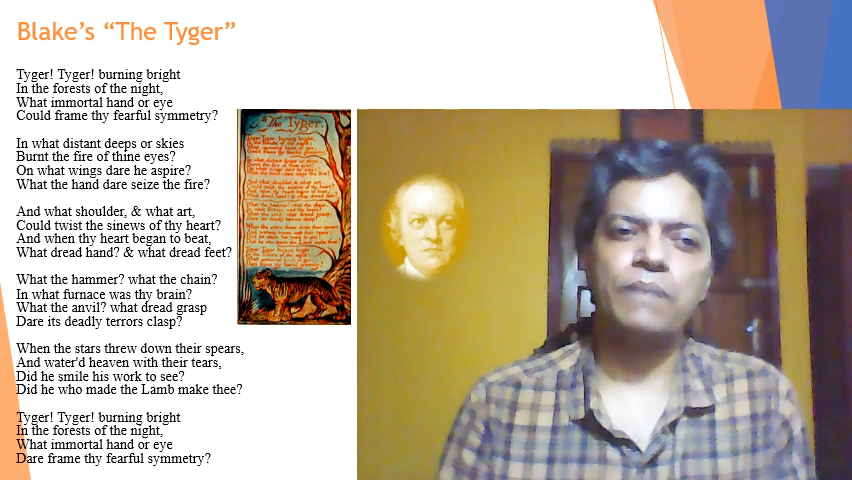 Blake’s “The Tyger”
Tyger! Tyger! burning bright
In the forests of the night,
What immortal hand or eye
Could frame thy fearful symmetry?
In what distant deeps or skies
Burnt the fire of thine eyes?
On what wings dare he aspire?
What the hand dare seize the fire?
And what shoulder, & what art,
Could twist the sinews of thy heart?
And when thy heart began to beat,
What dread hand? & what dread feet?
What the hammer? what the chain?
In what furnace was thy brain?
What the anvil? what dread grasp
Dare its deadly terrors clasp?
When the stars threw down their spears,
And water'd heaven with their tears,
Did he smile his work to see?
Did he who made the Lamb make thee?
Tyger! Tyger! burning bright
In the forests of the night,
What immortal hand or eye
Dare frame thy fearful symmetry?
The Tyger.